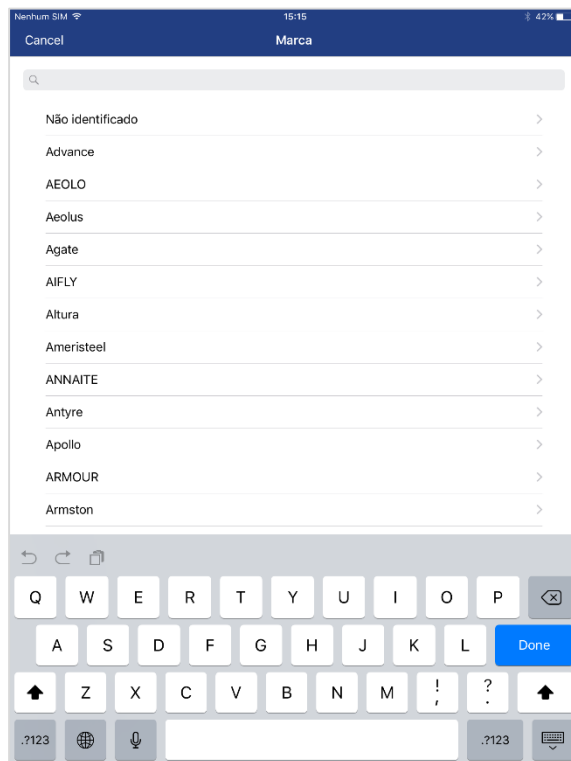 Nenhum SIM 15:15 42%
Cancel Marca
Não identificado
Advance
AEOLO
Aeolus
Agate
AIFLY
Altura
Ameristeel
ANNAITE
Antyre
Apollo
ARMOUR
Armston
Q W E R T Y U I O P
A S D F G H J K L Done
Z X C V B N M ! , ? .
.?123 .?123